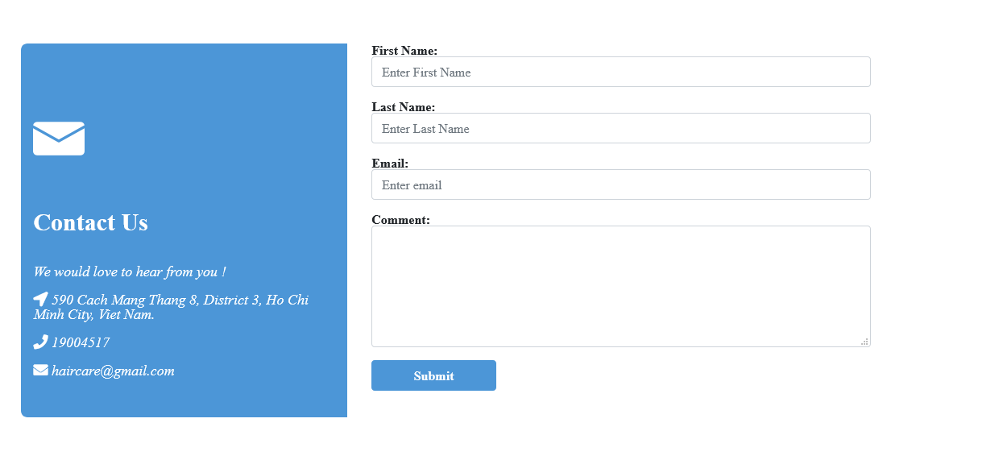 Contact Us
We would love to hear from you !
590 Cach Mang Thang 8, District 3, Ho Chi
Minh City, Viet Nam.
19004517
haircare@gmail.com
First Name:
Enter First Name
Last Name:
Enter Last Name
Email:
Enter email
Comment:
Submit